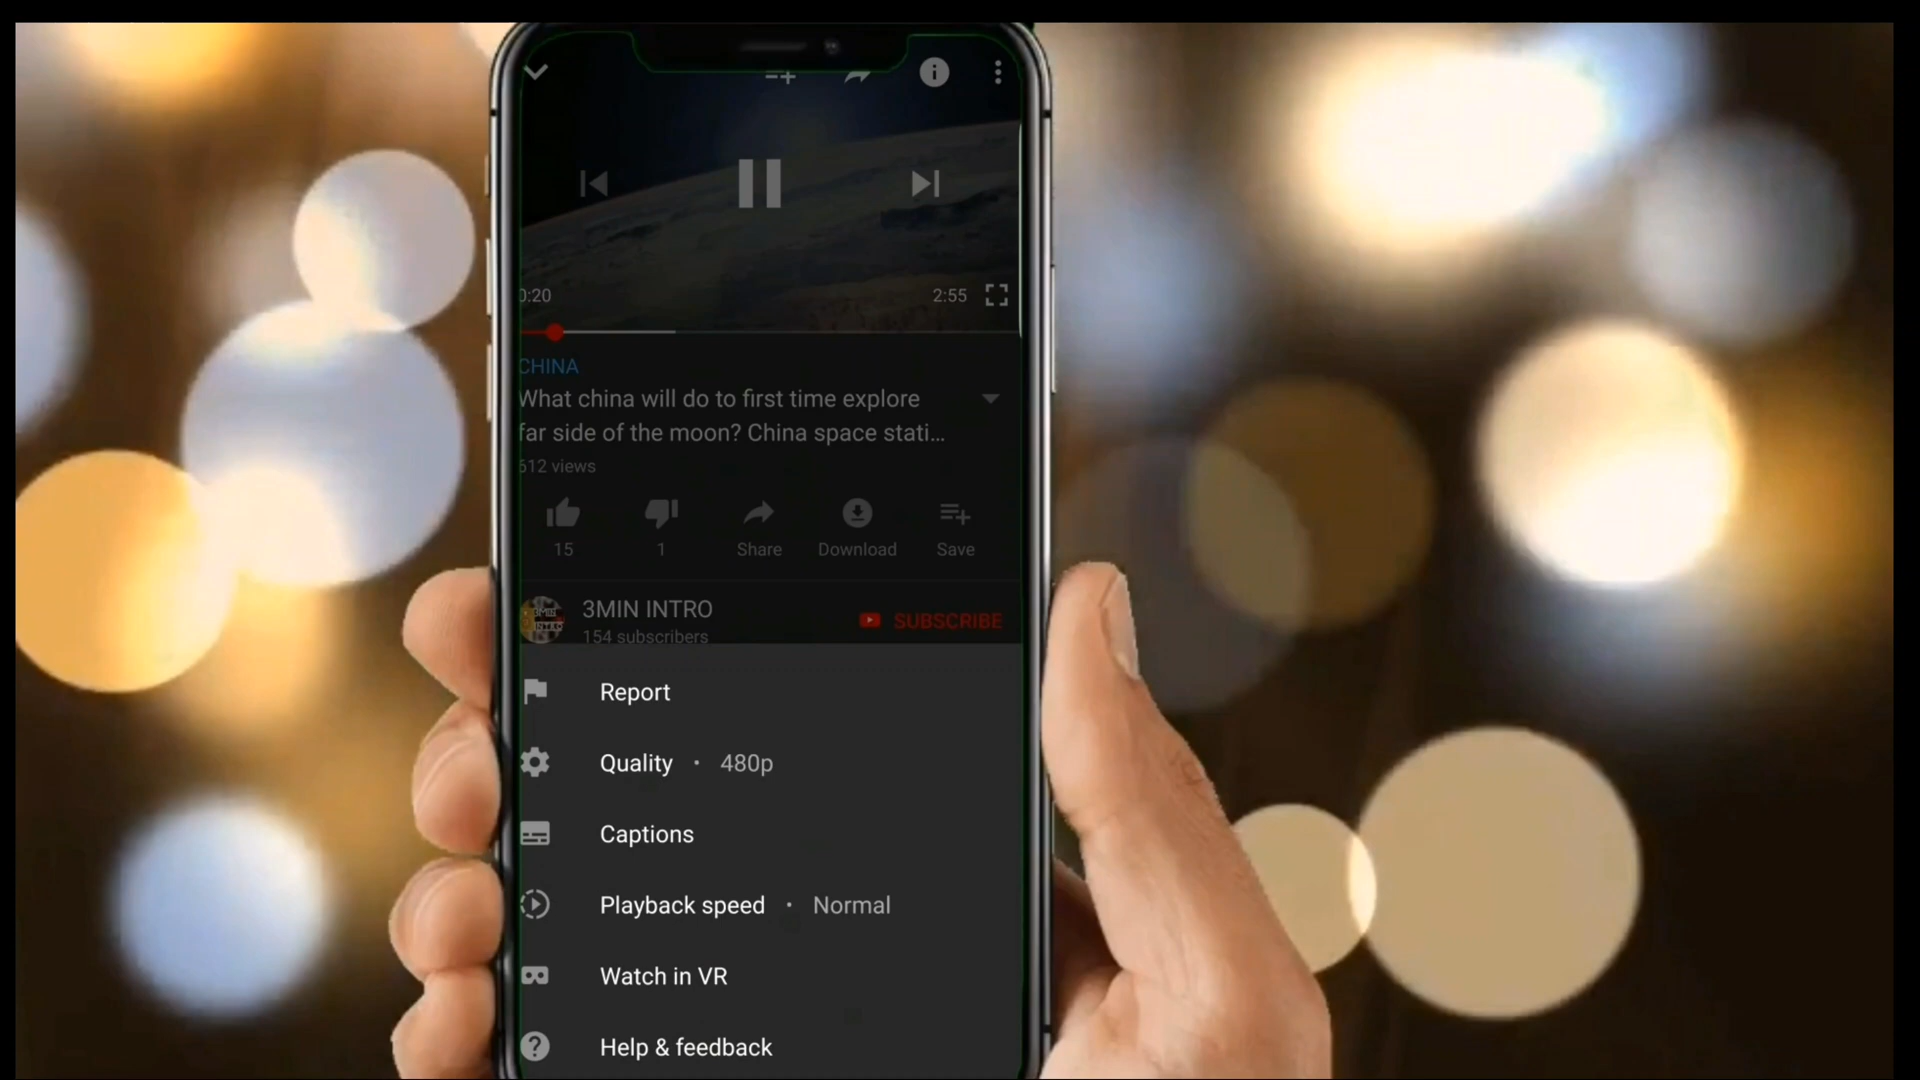 0:20
2:55
CHINA
What china will do to first time explore
far side of the moon? China space stati...
612 views
15
1
Share
Download
Save
3MIN INTRO
154 subscribers
SUBSCRIBE
Report
Quality • 480p
Captions
Playback speed • Normal
Watch in VR
Help & feedback